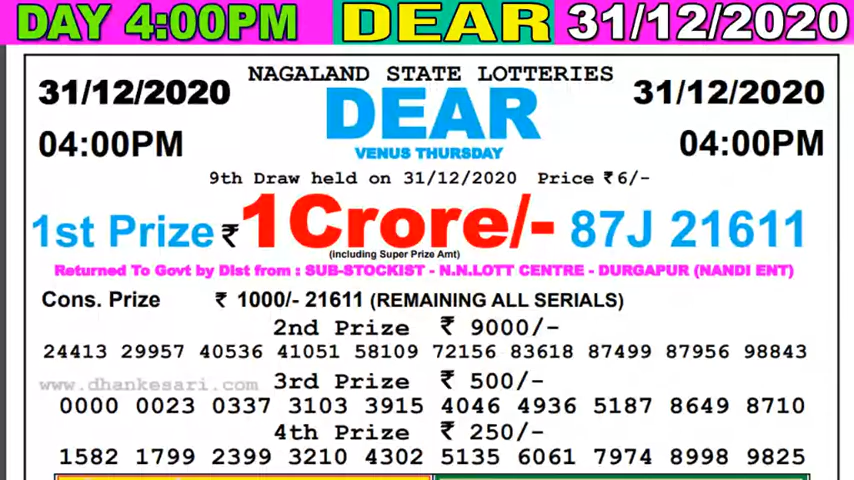 DAY 4:00PM DEAR 31/12/2020
NAGALAND STATE LOTTERIES
31/12/2020 DEAR 31/12/2020
04:00PM VENUS THURSDAY 04:00PM
9th Draw held on 31/12/2020 Price ₹6/-
1st Prize ₹1Crore/- 87J 21611
(including Super Prize Amt)
Returned To Govt by Dist from : SUB-STOCKIST - N.N.LOTT CENTRE - DURGAPUR (NANDI ENT)
Cons. Prize ₹ 1000/- 21611 (REMAINING ALL SERIALS)
2nd Prize ₹ 9000/-
24413 29957 40536 41051 58109 72156 83618 87499 87956 98843
www.dhankesari.com 3rd Prize ₹ 500/-
0000 0023 0337 3103 3915 4046 4936 5187 8649 8710
4th Prize ₹ 250/-
1582 1799 2399 3210 4302 5135 6061 7974 8998 9825